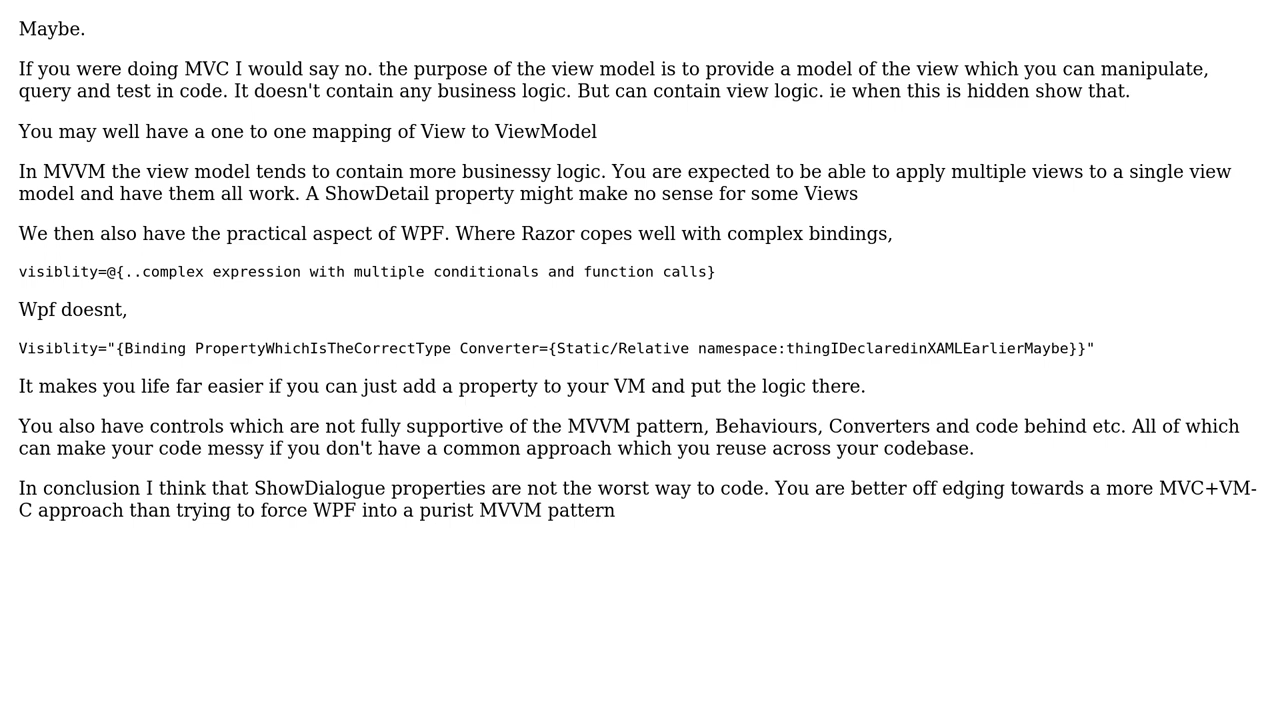 Maybe.
If you were doing MVC I would say no. the purpose of the view model is to provide a model of the view which you can manipulate,
query and test in code. It doesn't contain any business logic. But can contain view logic. ie when this is hidden show that.
You may well have a one to one mapping of View to ViewModel
In MVVM the view model tends to contain more businessy logic. You are expected to be able to apply multiple views to a single view
model and have them all work. A ShowDetail property might make no sense for some Views
We then also have the practical aspect of WPF. Where Razor copes well with complex bindings,
visiblity=@{..complex expression with multiple conditionals and function calls}
Wpf doesnt,
Visiblity="{Binding PropertyWhichIsTheCorrectType Converter={Static/Relative namespace:thingIDeclaredinXAMLEarlierMaybe}}"
It makes you life far easier if you can just add a property to your VM and put the logic there.
You also have controls which are not fully supportive of the MVVM pattern, Behaviours, Converters and code behind etc. All of which
can make your code messy if you don't have a common approach which you reuse across your codebase.
In conclusion I think that ShowDialogue properties are not the worst way to code. You are better off edging towards a more MVC+VM-
C approach than trying to force WPF into a purist MVVM pattern